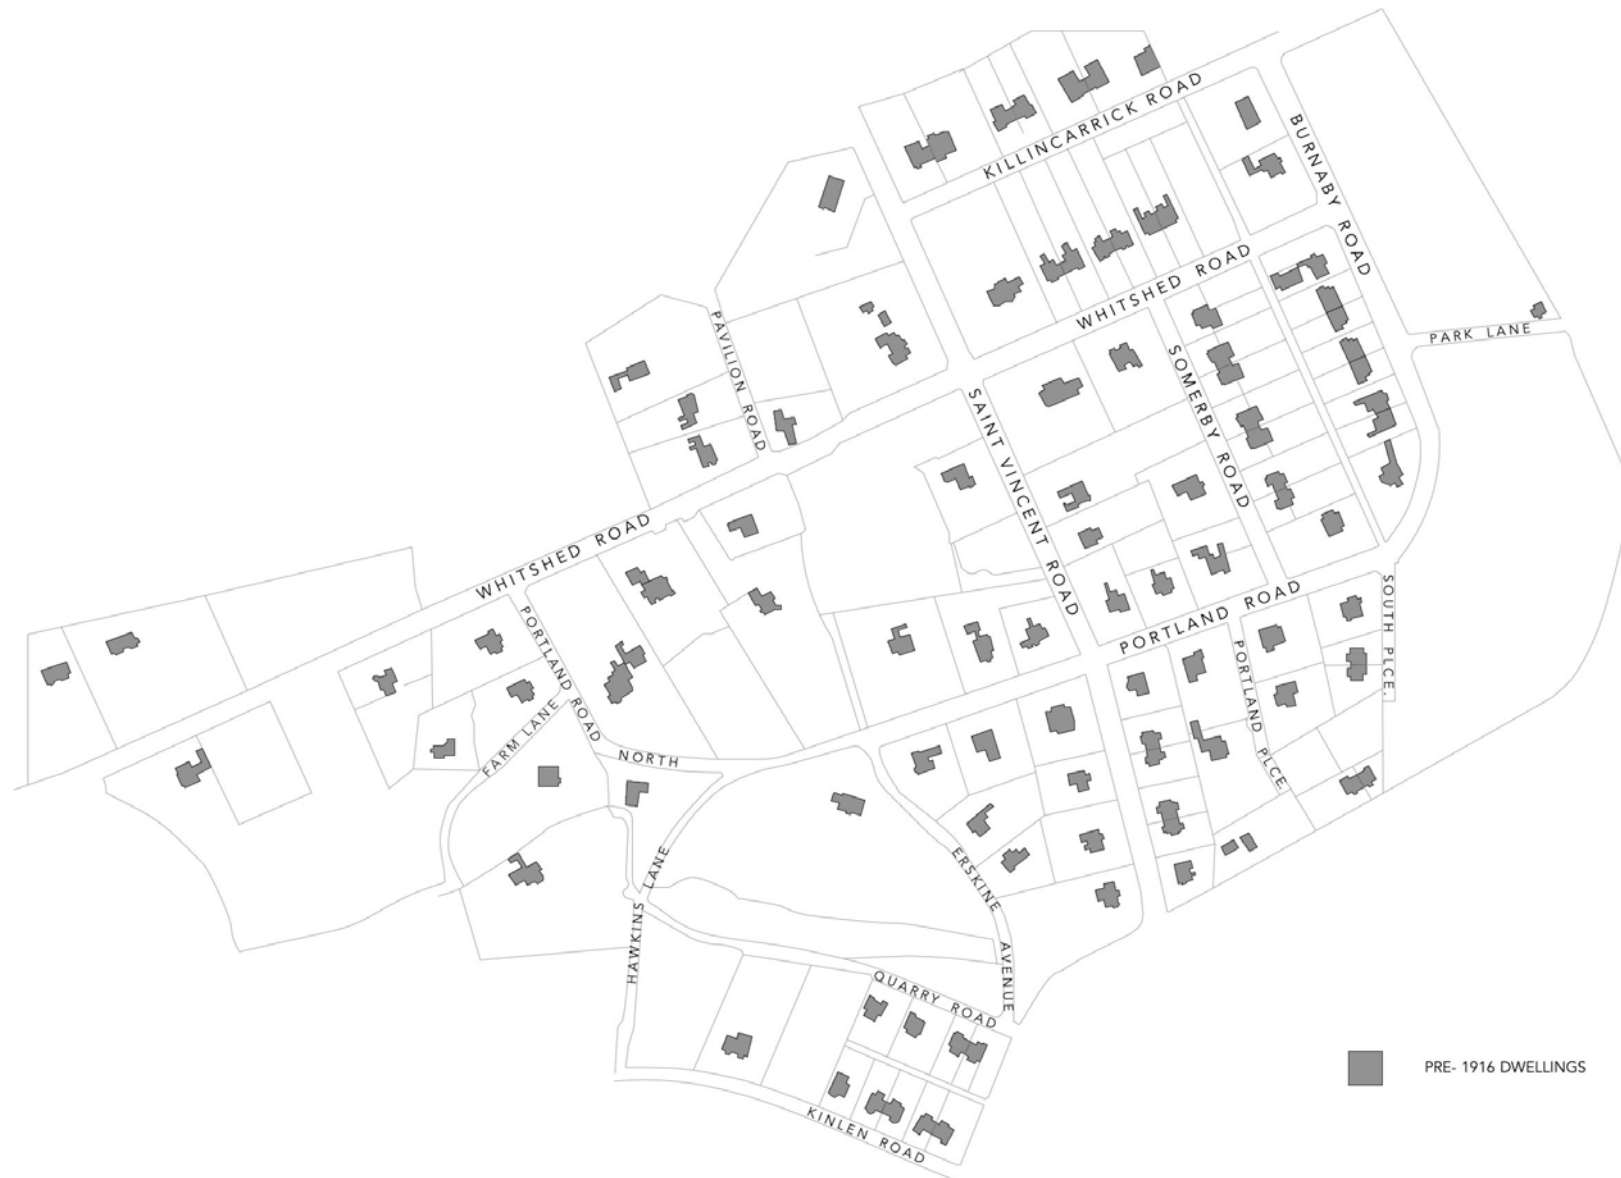 KILLINCARRICK ROAD
BURNABY ROAD
WHITSHED ROAD
PARK LANE
PAVILION ROAD
SOMERBY ROAD
SAINT VINCENT ROAD
WHITSHED ROAD
PORTLAND ROAD
SOUTH PLCE.
PORTLAND ROAD
PORTLAND PLCE.
FARM LANE
NORTH
ERSKINE AVENUE
HAWKINS LANE
QUARRY ROAD
KINLEN ROAD
PRE- 1916 DWELLINGS